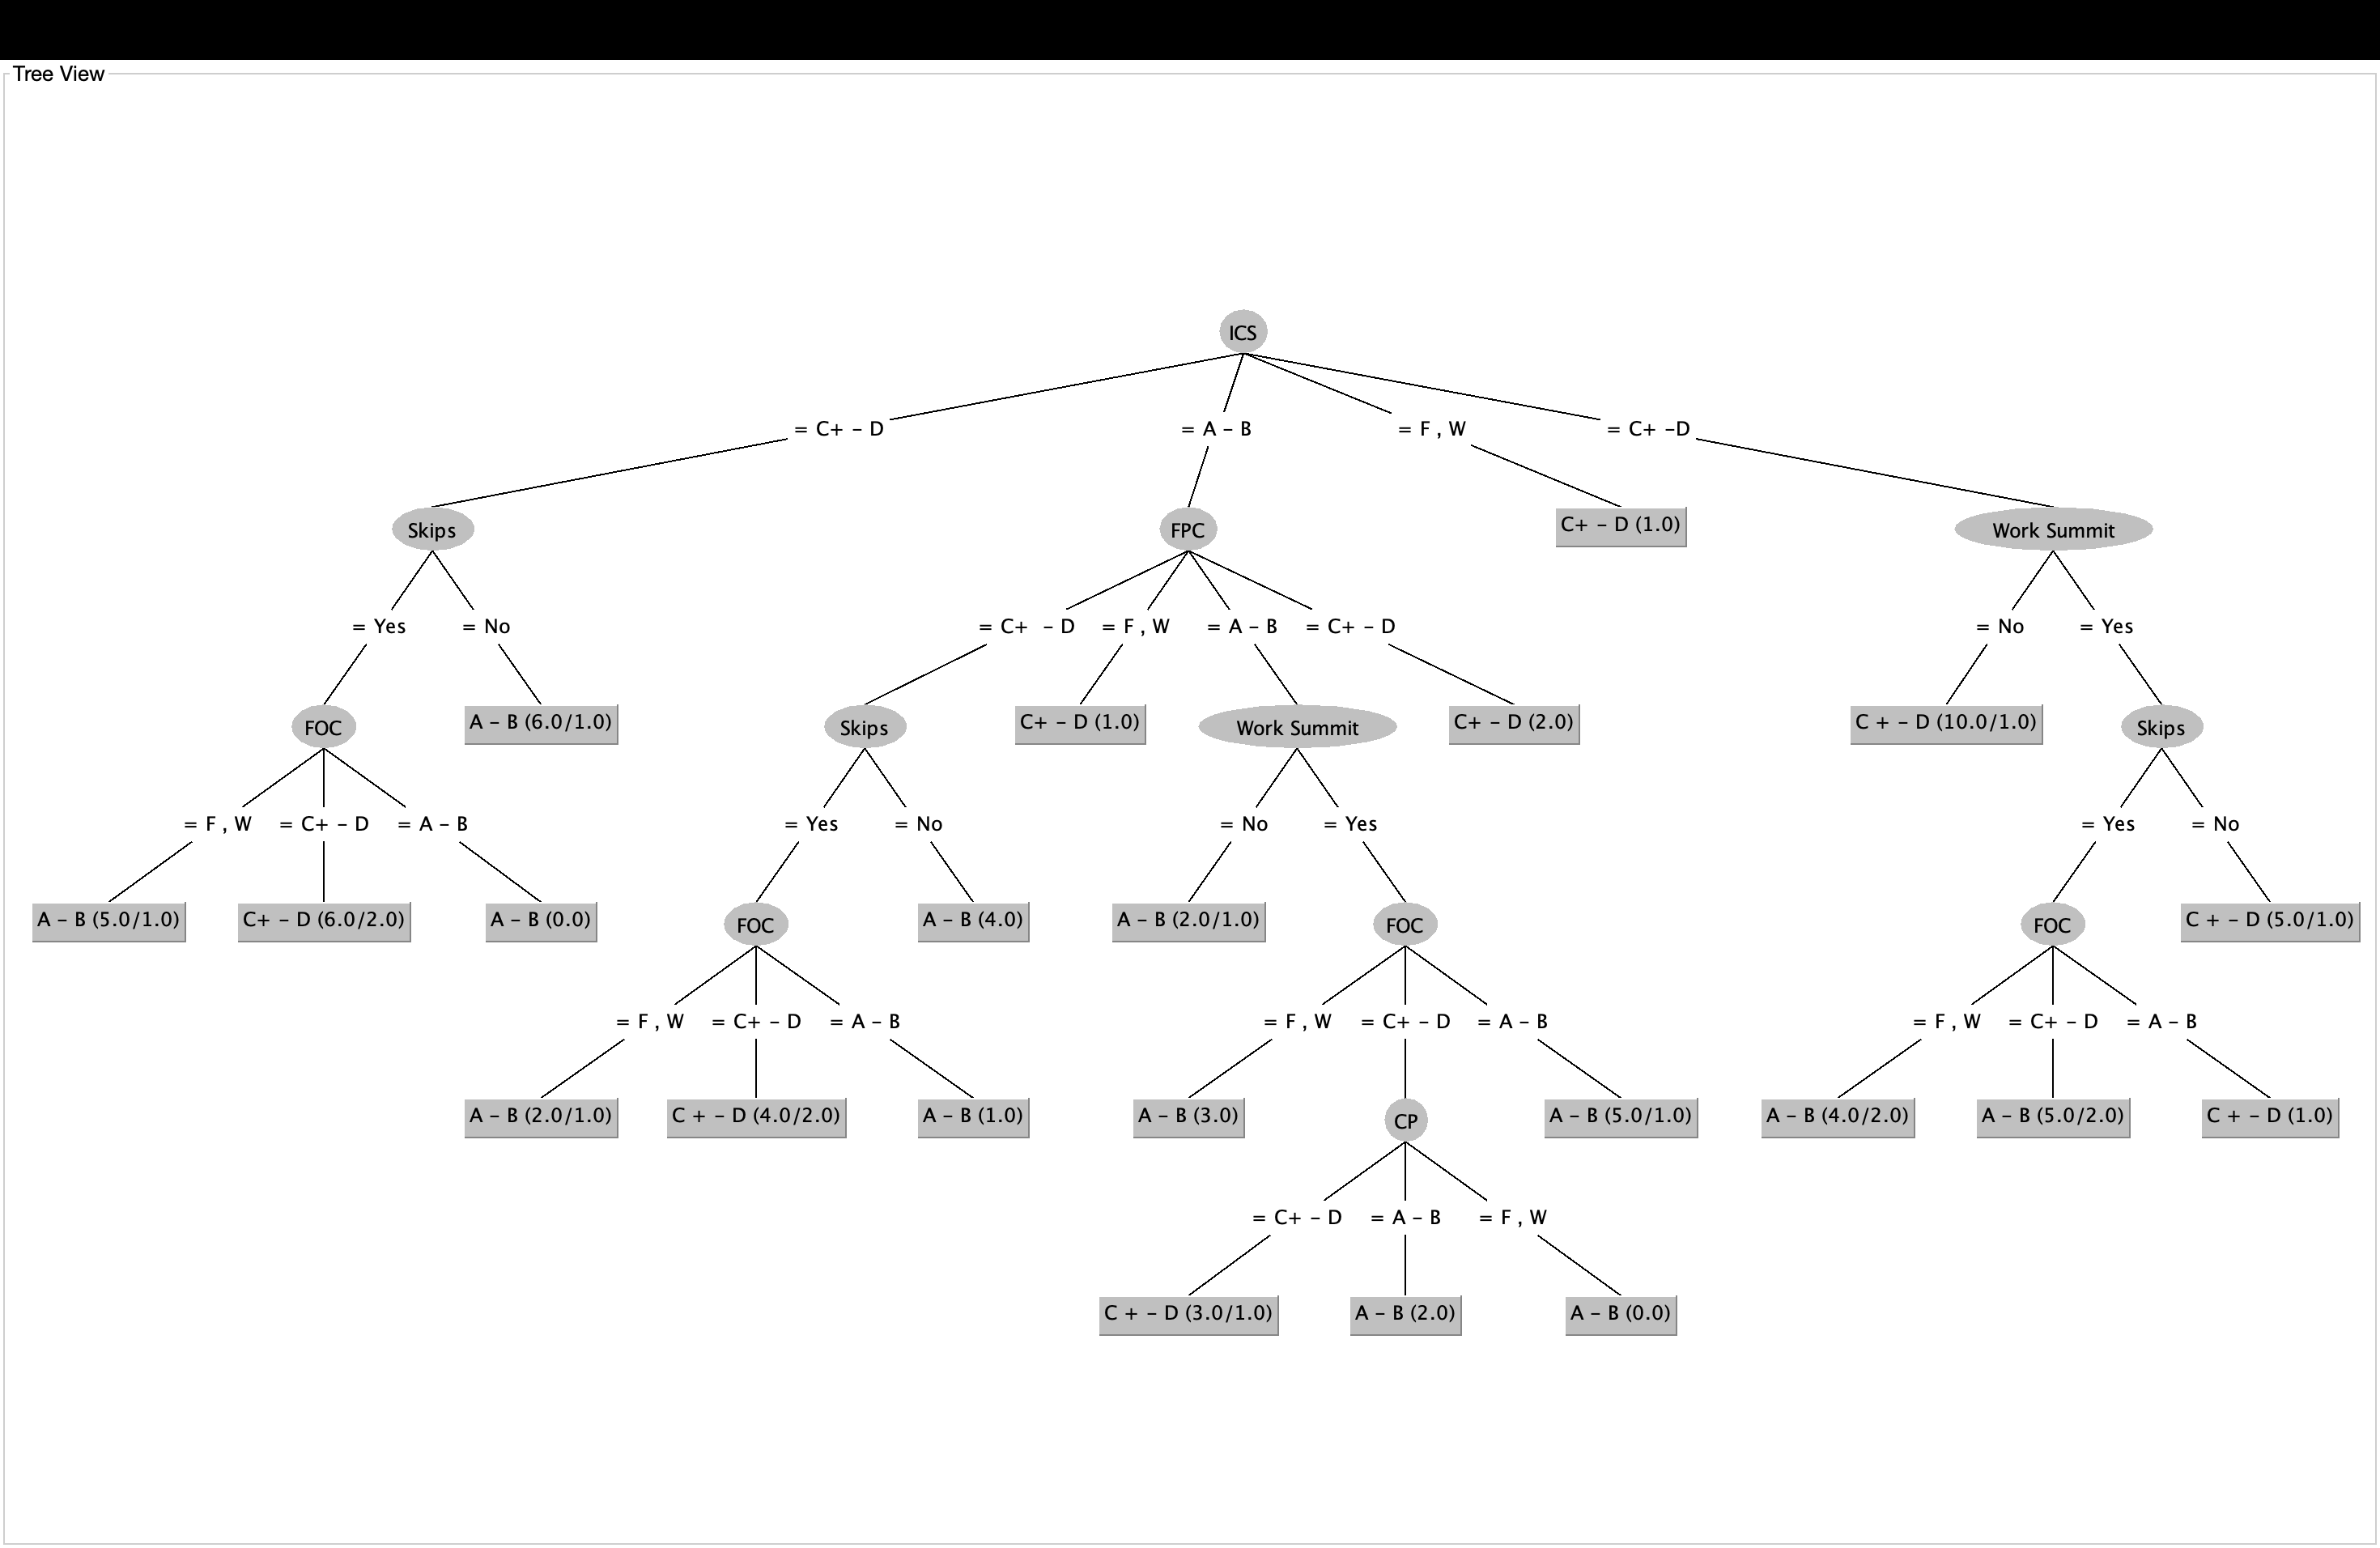 Tree View
ICS
= C+ - D
= A - B
= F , W
= C+ -D
Skips
FPC
C+ - D (1.0)
Work Summit
= Yes
= No
= C+  - D
= F , W
= A - B
= C+ - D
= No
= Yes
FOC
A - B (6.0/1.0)
Skips
C+ - D (1.0)
Work Summit
C+ - D (2.0)
C + - D (10.0/1.0)
Skips
= F , W
= C+ - D
= A - B
= Yes
= No
= No
= Yes
= Yes
= No
A - B (5.0/1.0)
C+ - D (6.0/2.0)
A - B (0.0)
FOC
A - B (4.0)
A - B (2.0/1.0)
FOC
FOC
C + - D (5.0/1.0)
= F , W
= C+ - D
= A - B
= F , W
= C+ - D
= A - B
= F , W
= C+ - D
= A - B
A - B (2.0/1.0)
C + - D (4.0/2.0)
A - B (1.0)
A - B (3.0)
CP
A - B (5.0/1.0)
A - B (4.0/2.0)
A - B (5.0/2.0)
C + - D (1.0)
= C+ - D
= A - B
= F , W
C + - D (3.0/1.0)
A - B (2.0)
A - B (0.0)